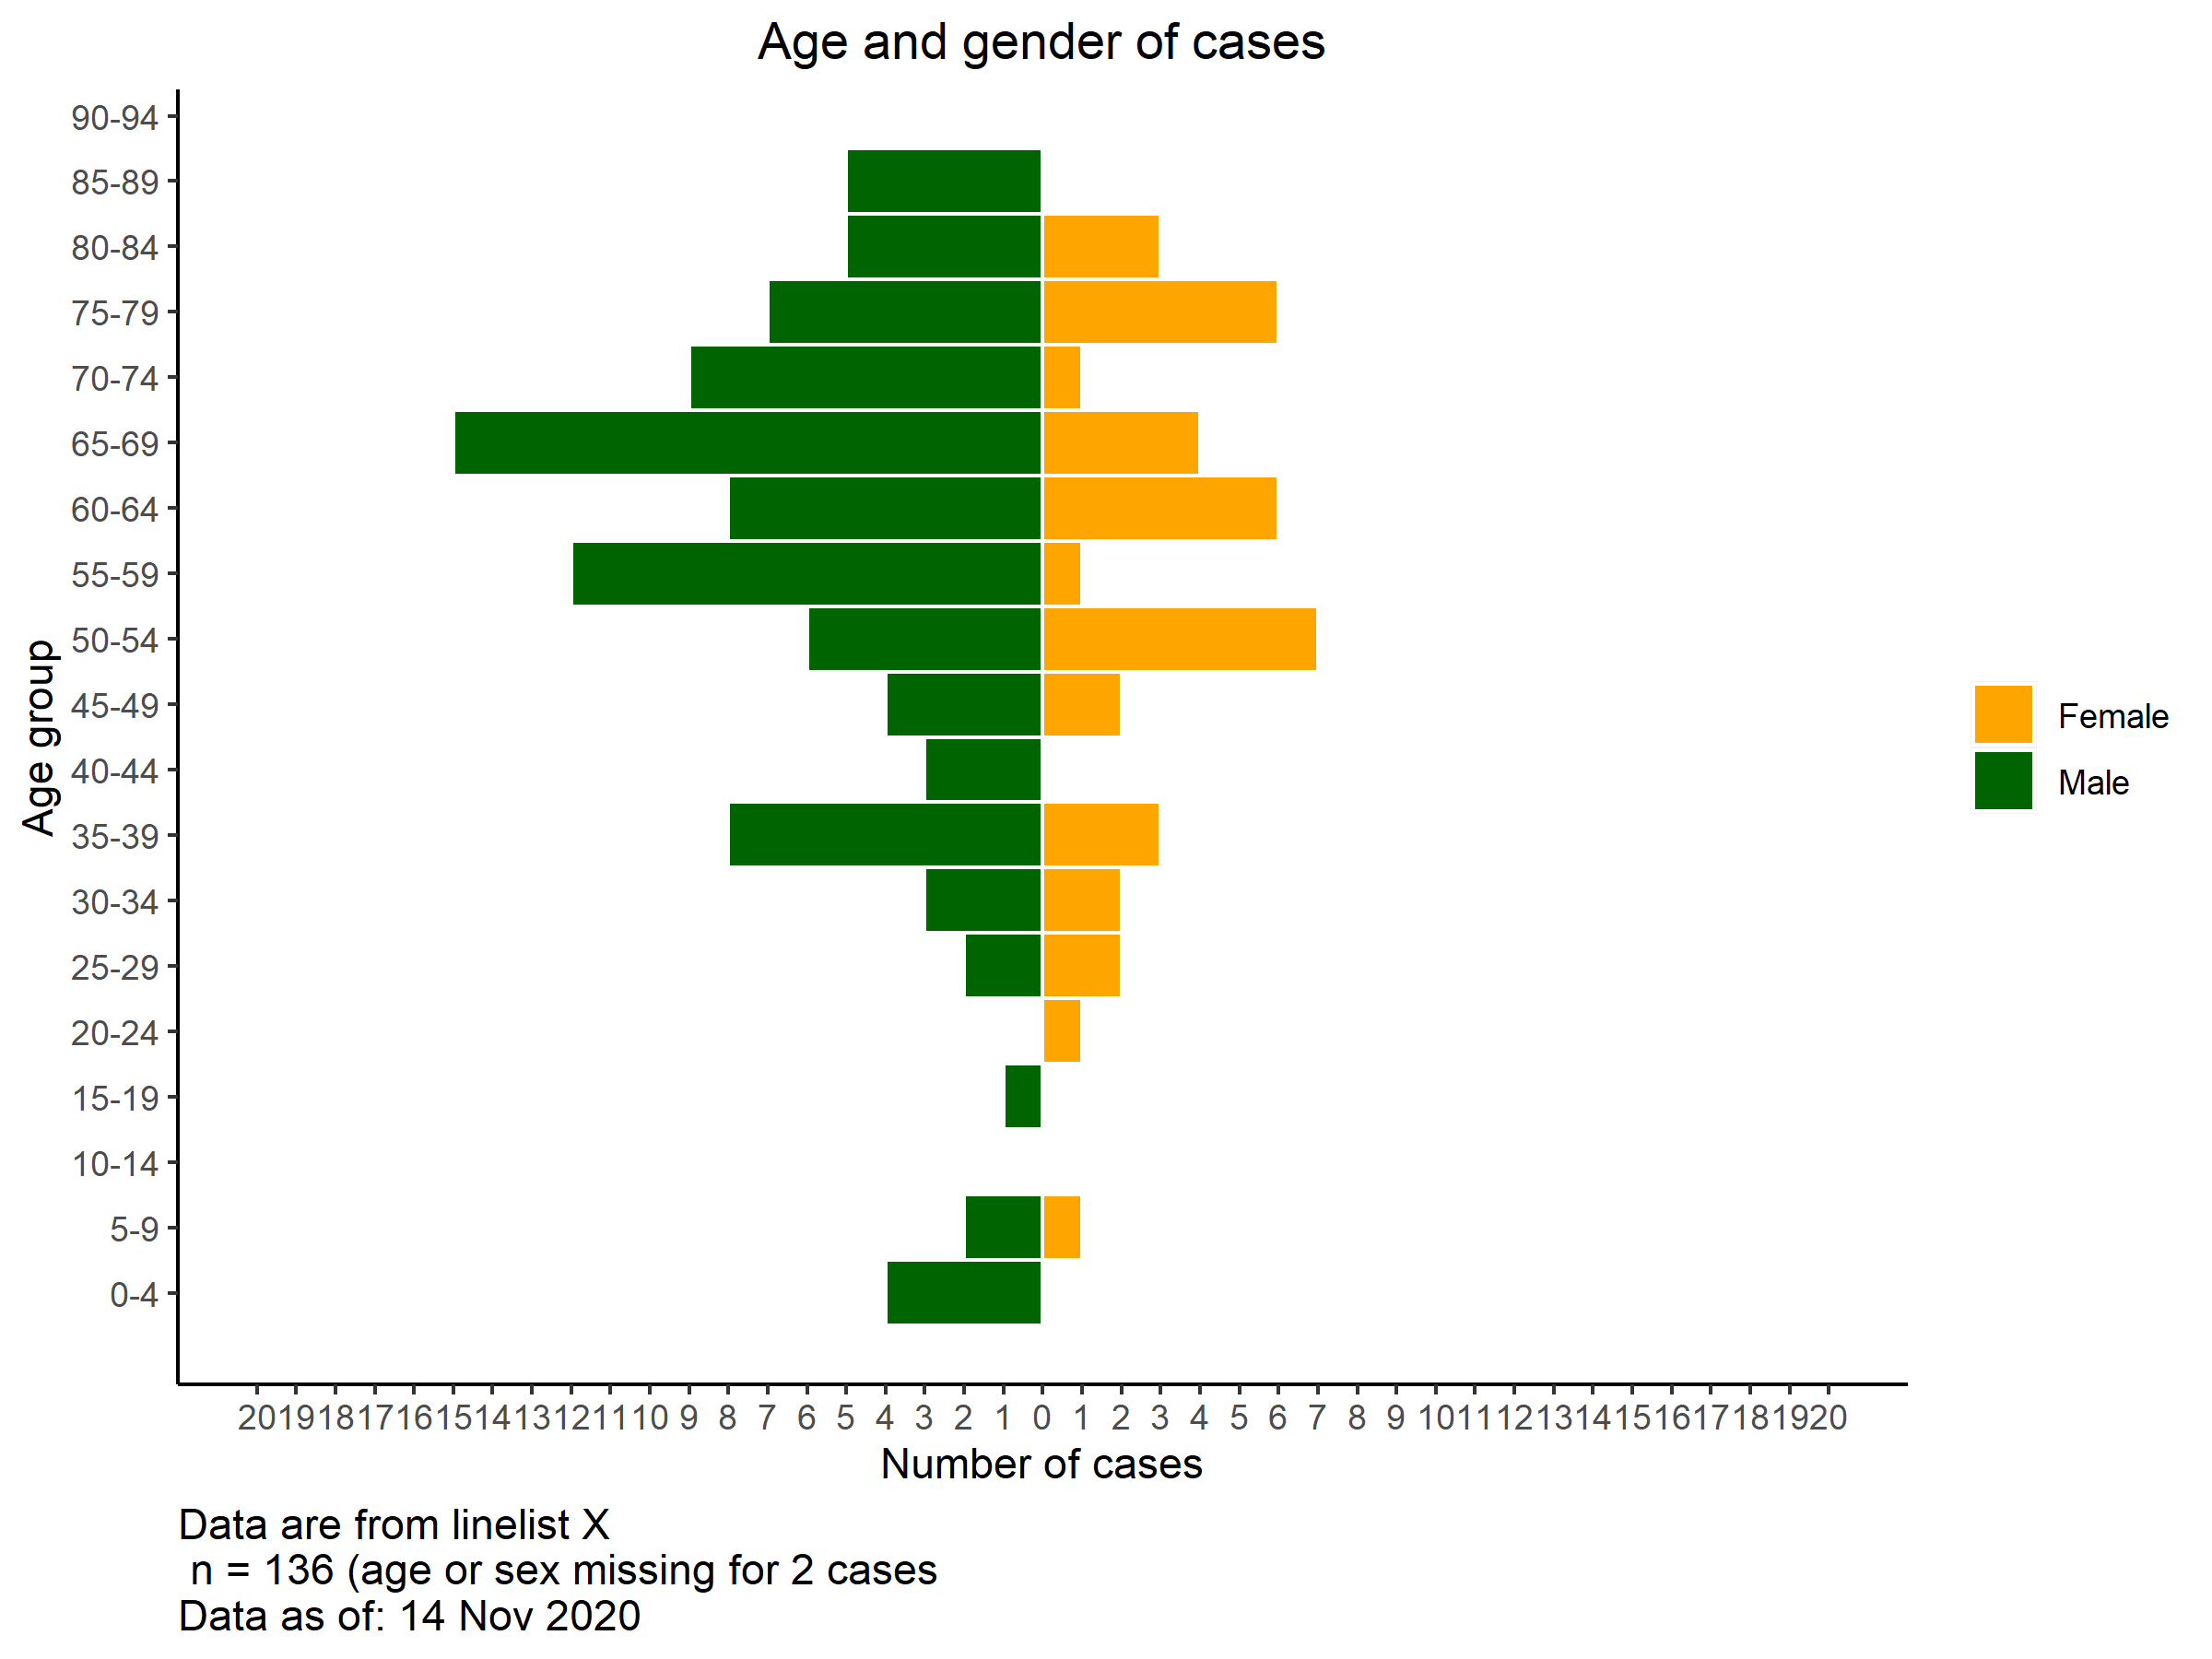 Age and gender of cases
90-94
85-89
80-84
75-79
70-74
65-69
60-64
55-59
50-54
45-49
40-44
35-39
30-34
25-29
20-24
15-19
10-14
5-9
0-4
Age group
Female
Male
20 19 18 17 16 15 14 13 12 11 10 9 8 7 6 5 4 3 2 1 0 1 2 3 4 5 6 7 8 9 10 11 12 13 14 15 16 17 18 19 20
Number of cases
Data are from linelist X
n = 136 (age or sex missing for 2 cases
Data as of: 14 Nov 2020